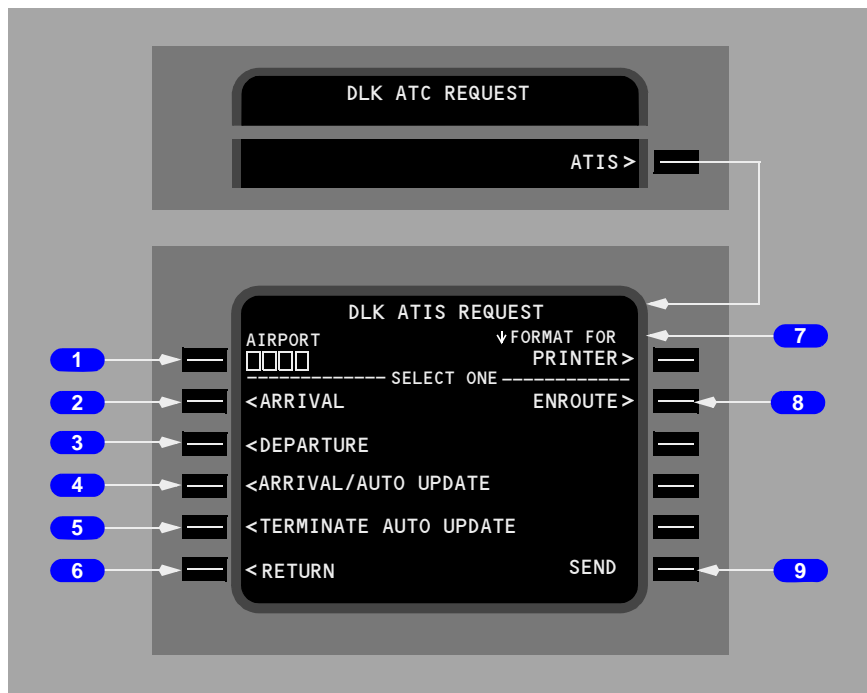 DLK ATC REQUEST
ATIS>
DLK ATIS REQUEST
AIRPORT ↓FORMAT FOR 7
1 □□□□ PRINTER>
------------- SELECT ONE -------------
2 <ARRIVAL ENROUTE> 8
3 <DEPARTURE
4 <ARRIVAL/AUTO UPDATE
5 <TERMINATE AUTO UPDATE
6 <RETURN SEND 9